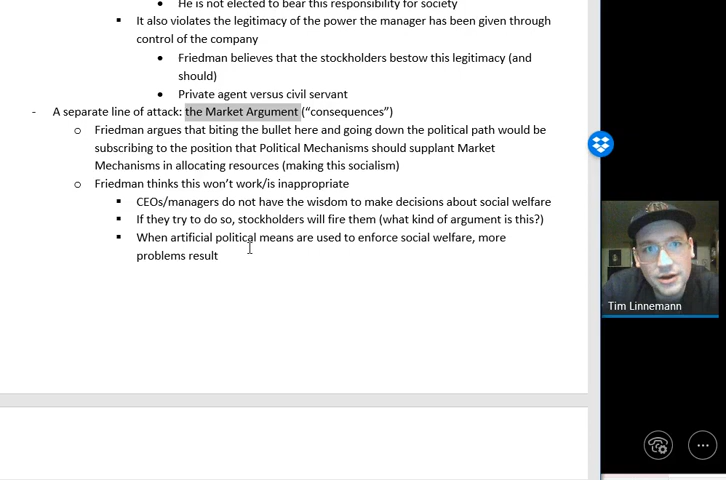 • He is not elected to bear this responsibility for society
▪ It also violates the legitimacy of the power the manager has been given through
control of the company
• Friedman believes that the stockholders bestow this legitimacy (and
should)
• Private agent versus civil servant
- A separate line of attack: the Market Argument (“consequences”)
o Friedman argues that biting the bullet here and going down the political path would be
subscribing to the position that Political Mechanisms should supplant Market
Mechanisms in allocating resources (making this socialism)
o Friedman thinks this won’t work/is inappropriate
▪ CEOs/managers do not have the wisdom to make decisions about social welfare
▪ If they try to do so, stockholders will fire them (what kind of argument is this?)
▪ When artificial political means are used to enforce social welfare, more
problems result
Tim Linnemann